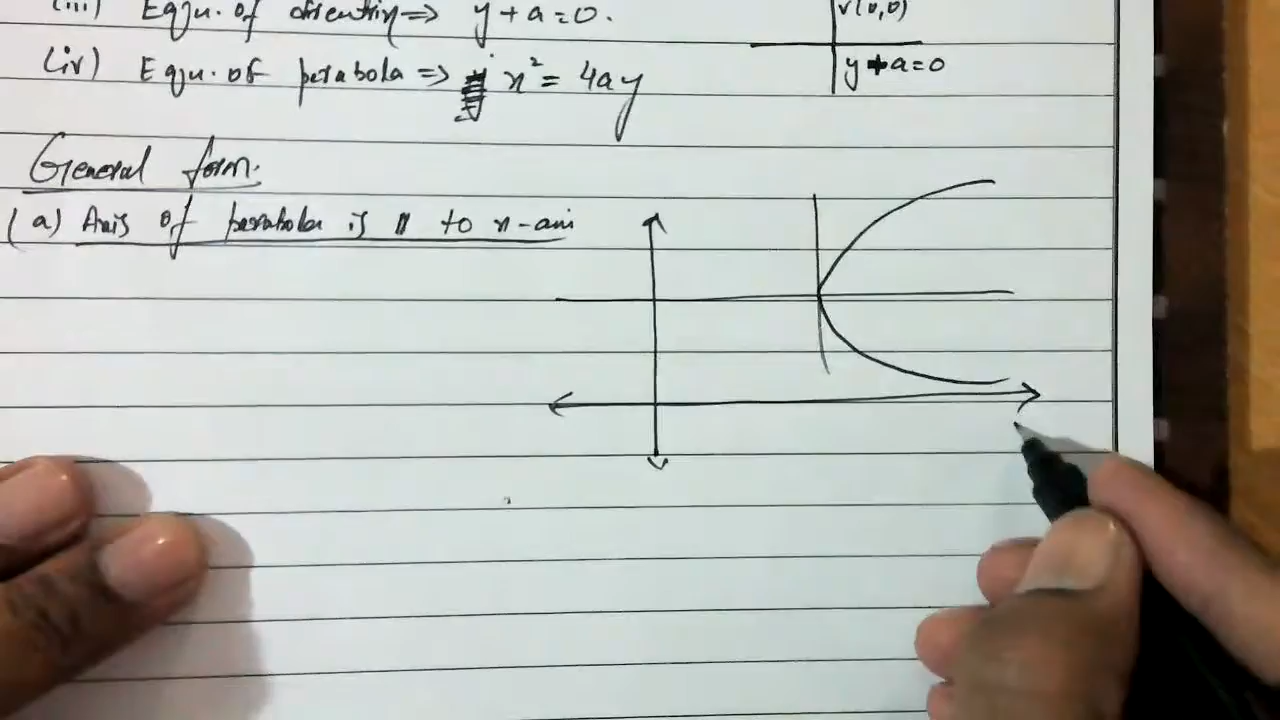 (iii) Equ. of directrix ⇒ y + a = 0.
V(0,0)
(iv) Equ. of parabola ⇒ x² = 4ay
y + a = 0
General form.
(a) Axis of parabola is || to x-axis